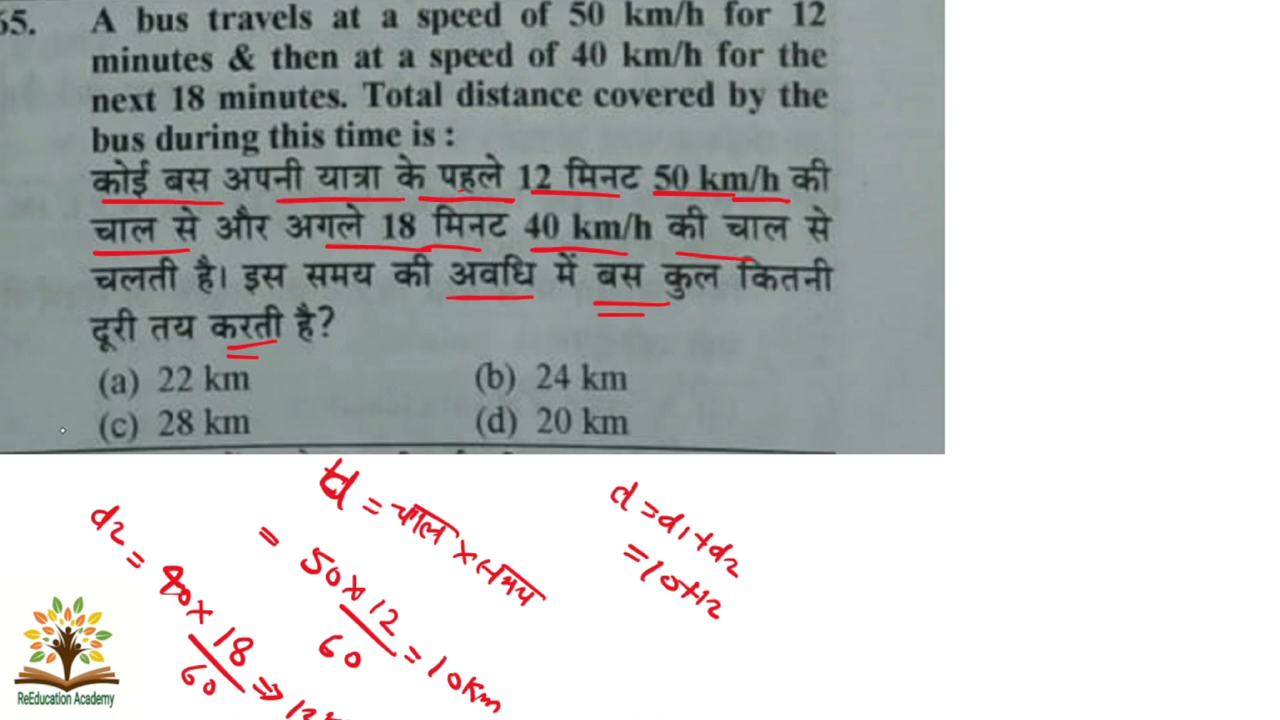 65. A bus travels at a speed of 50 km/h for 12
minutes & then at a speed of 40 km/h for the
next 18 minutes. Total distance covered by the
bus during this time is :
कोई बस अपनी यात्रा के पहले 12 मिनट 50 km/h की
चाल से और अगले 18 मिनट 40 km/h की चाल से
चलती है। इस समय की अवधि में बस कुल कितनी
दूरी तय करती है?
(a) 22 km (b) 24 km
(c) 28 km (d) 20 km
d = चाल × समय
= 50×12
60
= 10km
d2 = 40×18
60
⇒
d = d1+d2
= 10+12
ReEducation Academy